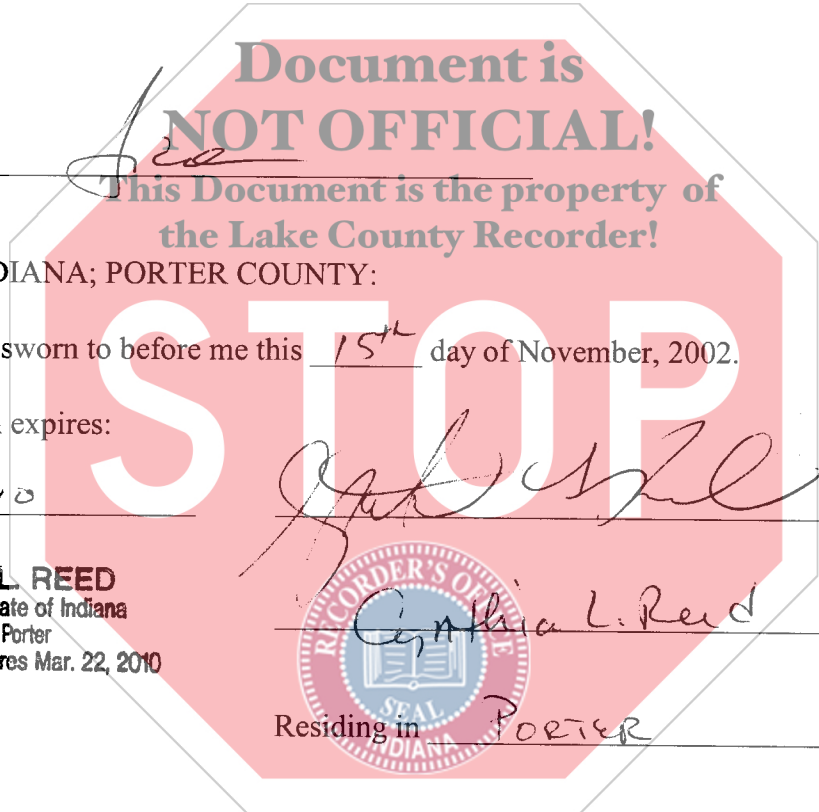 Document is
NOT OFFICIAL!
This Document is the property of
the Lake County Recorder!
DIANA; PORTER COUNTY:
sworn to before me this 15th day of November, 2002.
expires:
STOP
L. REED
ate of Indiana
Porter
res Mar. 22, 2010
RECORDER'S OFFICE
Cynthia L. Reed
SEAL
INDIANA
Residing in PORTER